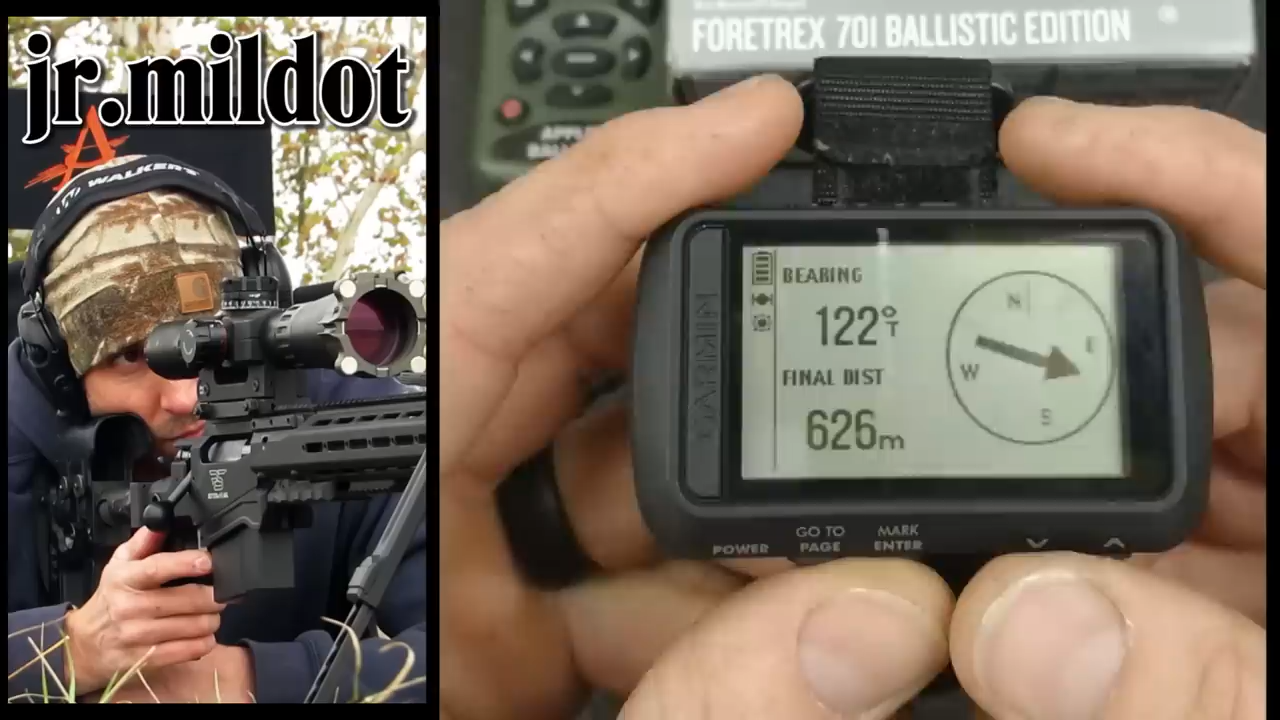 jr.mildot
WALKER'S
FORETREX 701 BALLISTIC EDITION
GARMIN
BEARING
122°T
FINAL DIST
626m
N
E
W
S
POWER
GO TO
PAGE
MARK
ENTER